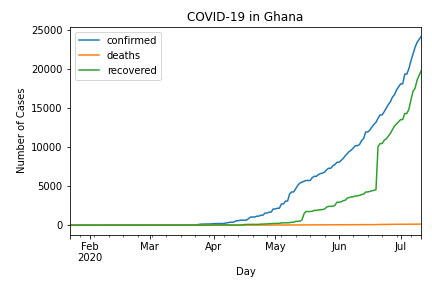 COVID-19 in Ghana
Number of Cases
25000
20000
15000
10000
5000
0
confirmed
deaths
recovered
Feb Mar Apr May Jun Jul
2020
Day